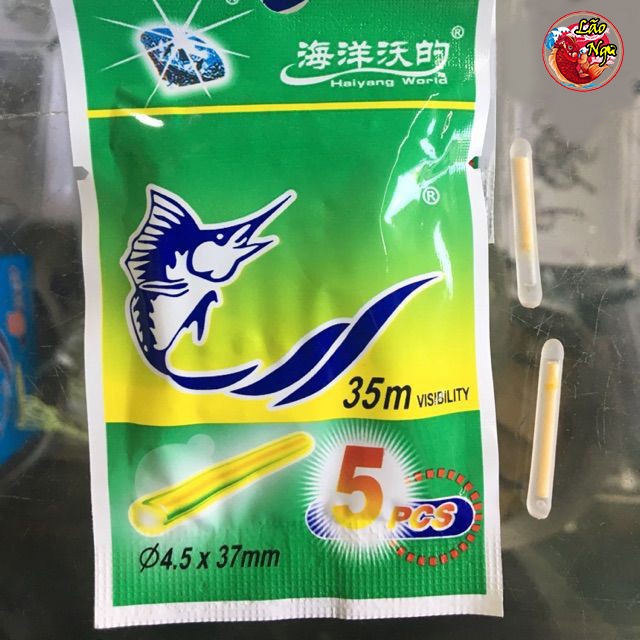 Lão
Ngư
海洋沃的®
Haiyang World
®
35m VISIBILITY
5 PCS
Ø4.5 x 37mm